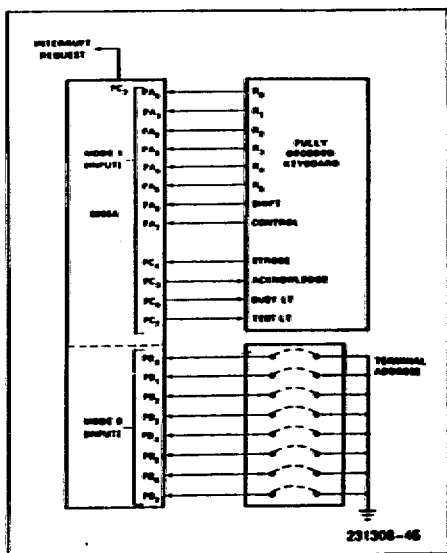 INTERRUPT
REQUEST
PC3
PA0
PA1
PA2
PA3
PA4
PA5
PA6
PA7
PC4
PC5
PC6
PC7
MODE 1
(INPUT)
8255A
R0
R1
R2
R3
R4
R5
SHIFT
CONTROL
STROBE
ACKNOWLEDGE
BUSY LT
TEST LT
FULLY
DECODED
KEYBOARD
MODE 0
(INPUT)
PB0
PB1
PB2
PB3
PB4
PB5
PB6
PB7
TERMINAL
ADDRESS